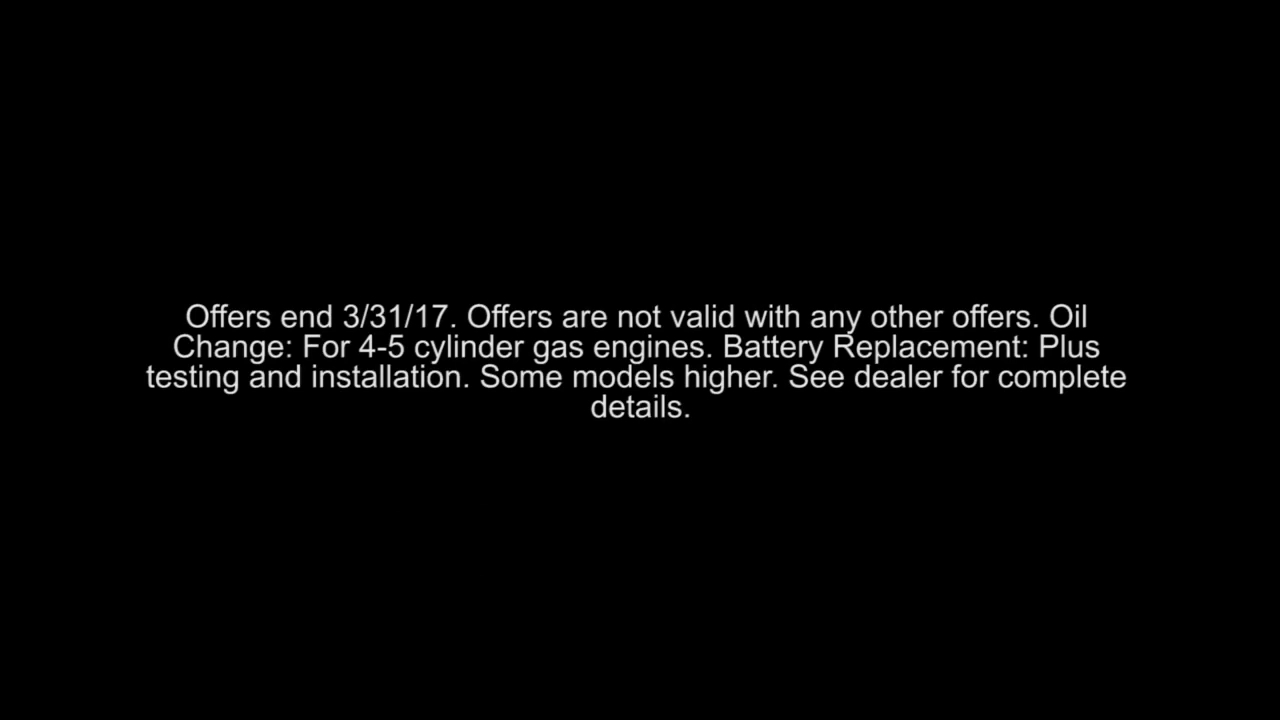 Offers end 3/31/17. Offers are not valid with any other offers. Oil
Change: For 4-5 cylinder gas engines. Battery Replacement: Plus
testing and installation. Some models higher. See dealer for complete
details.